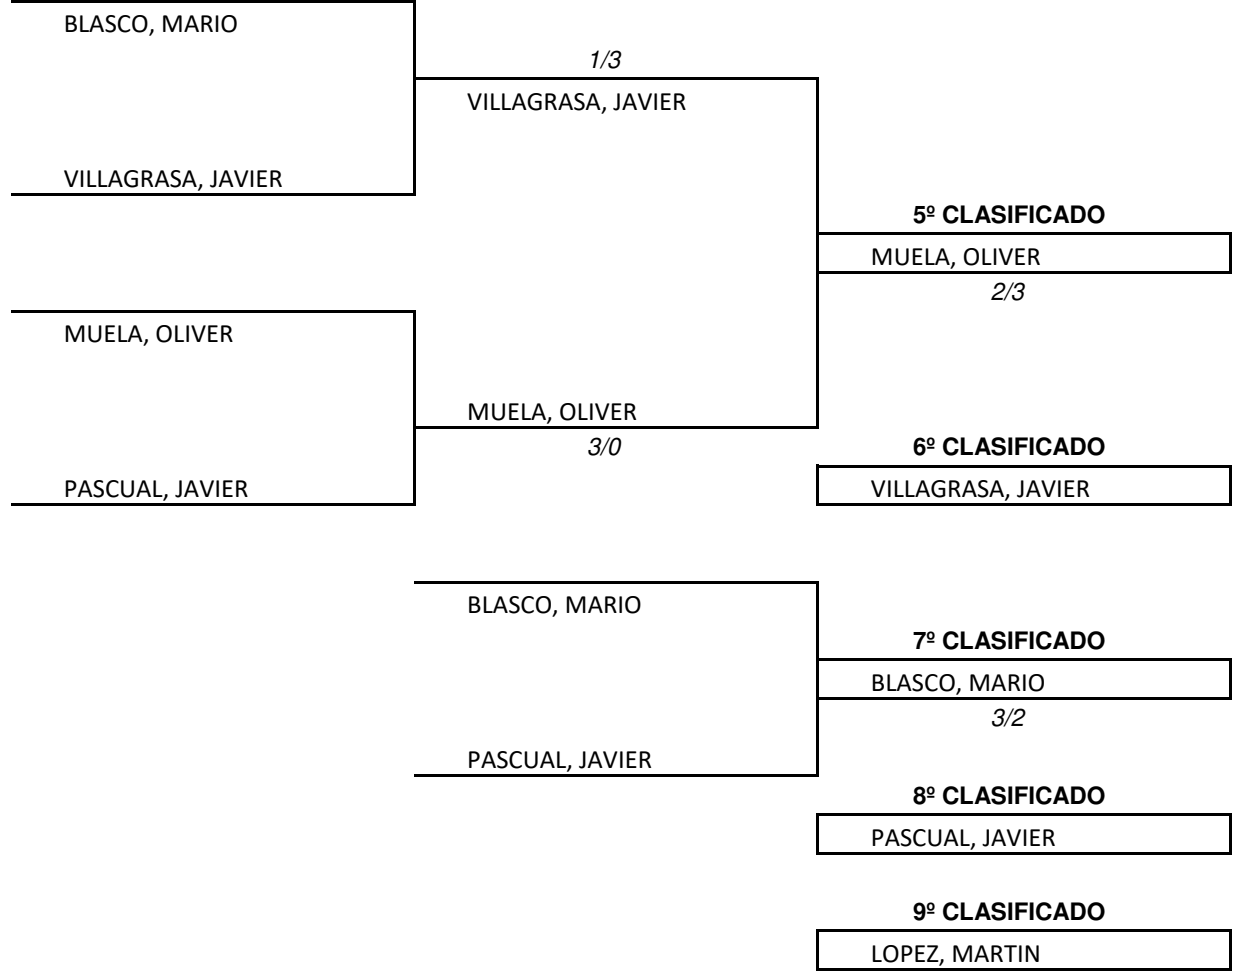 BLASCO, MARIO
1/3
VILLAGRASA, JAVIER
VILLAGRASA, JAVIER
5º CLASIFICADO
MUELA, OLIVER
2/3
MUELA, OLIVER
MUELA, OLIVER
3/0
6º CLASIFICADO
PASCUAL, JAVIER
VILLAGRASA, JAVIER
BLASCO, MARIO
7º CLASIFICADO
BLASCO, MARIO
3/2
PASCUAL, JAVIER
8º CLASIFICADO
PASCUAL, JAVIER
9º CLASIFICADO
LOPEZ, MARTIN